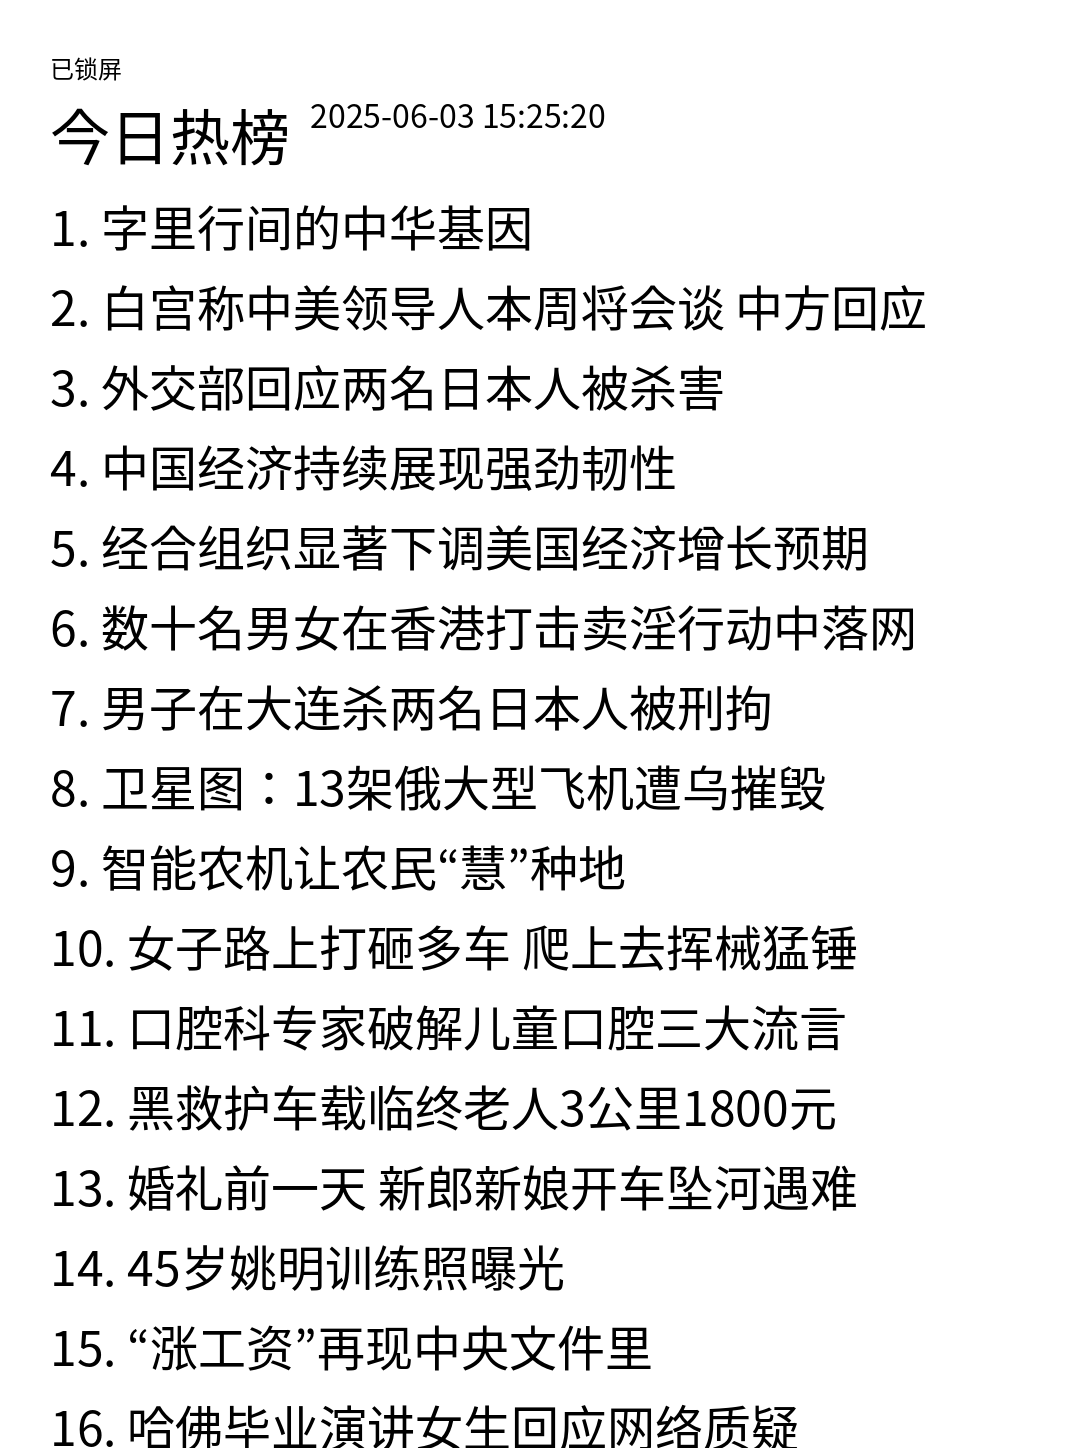 已锁屏
今日热榜 2025-06-03 15:25:20
1. 字里行间的中华基因
2. 白宫称中美领导人本周将会谈 中方回应
3. 外交部回应两名日本人被杀害
4. 中国经济持续展现强劲韧性
5. 经合组织显著下调美国经济增长预期
6. 数十名男女在香港打击卖淫行动中落网
7. 男子在大连杀两名日本人被刑拘
8. 卫星图：13架俄大型飞机遭乌摧毁
9. 智能农机让农民“慧”种地
10. 女子路上打砸多车 爬上去挥械猛锤
11. 口腔科专家破解儿童口腔三大流言
12. 黑救护车载临终老人3公里1800元
13. 婚礼前一天 新郎新娘开车坠河遇难
14. 45岁姚明训练照曝光
15. “涨工资”再现中央文件里
16. 哈佛毕业演讲女生回应网络质疑